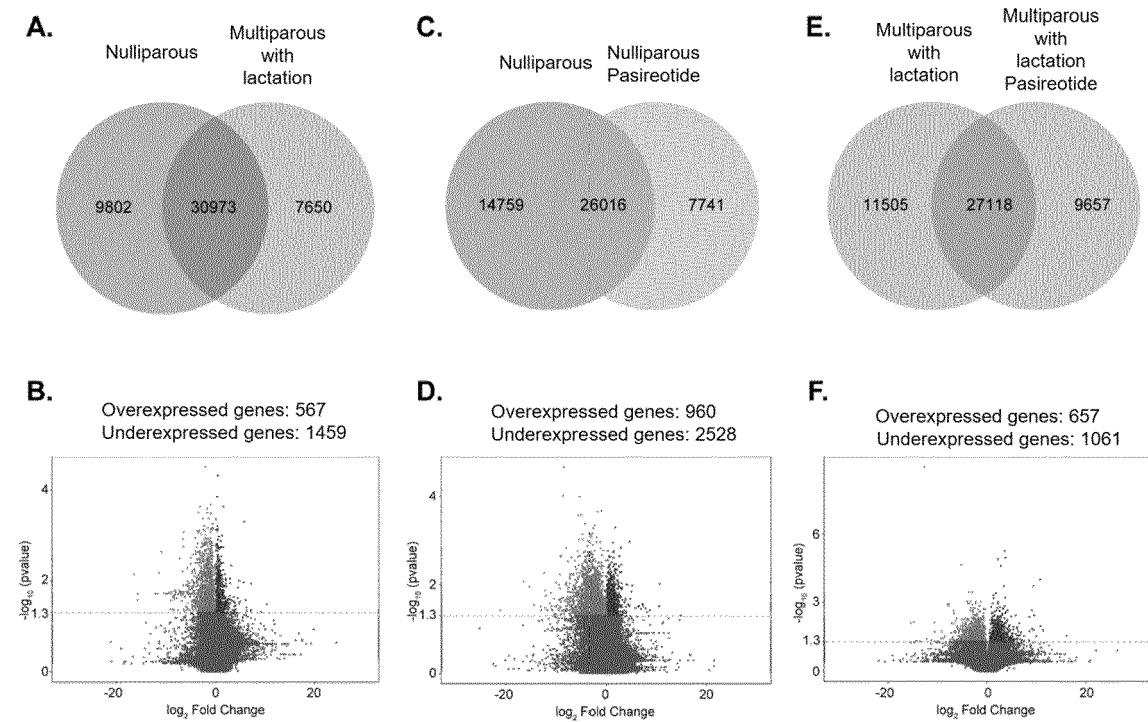 A.
Nulliparous
Multiparous
with
lactation
9802
30973
7650
C.
Nulliparous
Nulliparous
Pasireotide
14759
26016
7741
E.
Multiparous
with
lactation
Multiparous
with
lactation
Pasireotide
11505
27118
9657
B.
Overexpressed genes: 567
Underexpressed genes: 1459
-log10 (pvalue)
4
2
1.3
0
-20
0
20
log2 Fold Change
D.
Overexpressed genes: 960
Underexpressed genes: 2528
-log10 (pvalue)
4
2
1.3
0
-20
0
20
log2 Fold Change
F.
Overexpressed genes: 657
Underexpressed genes: 1061
-log10 (pvalue)
6
3
1.3
0
-20
0
20
log2 Fold Change